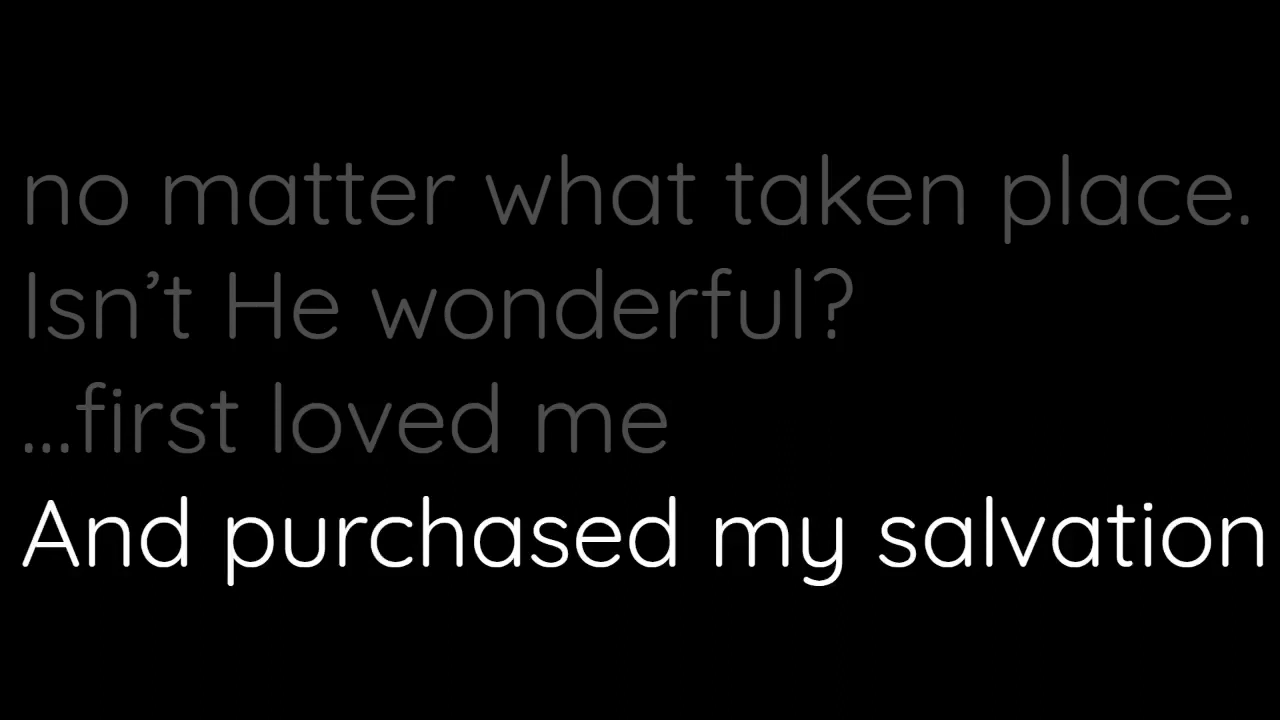 no matter what taken place.
Isn’t He wonderful?
...first loved me
And purchased my salvation